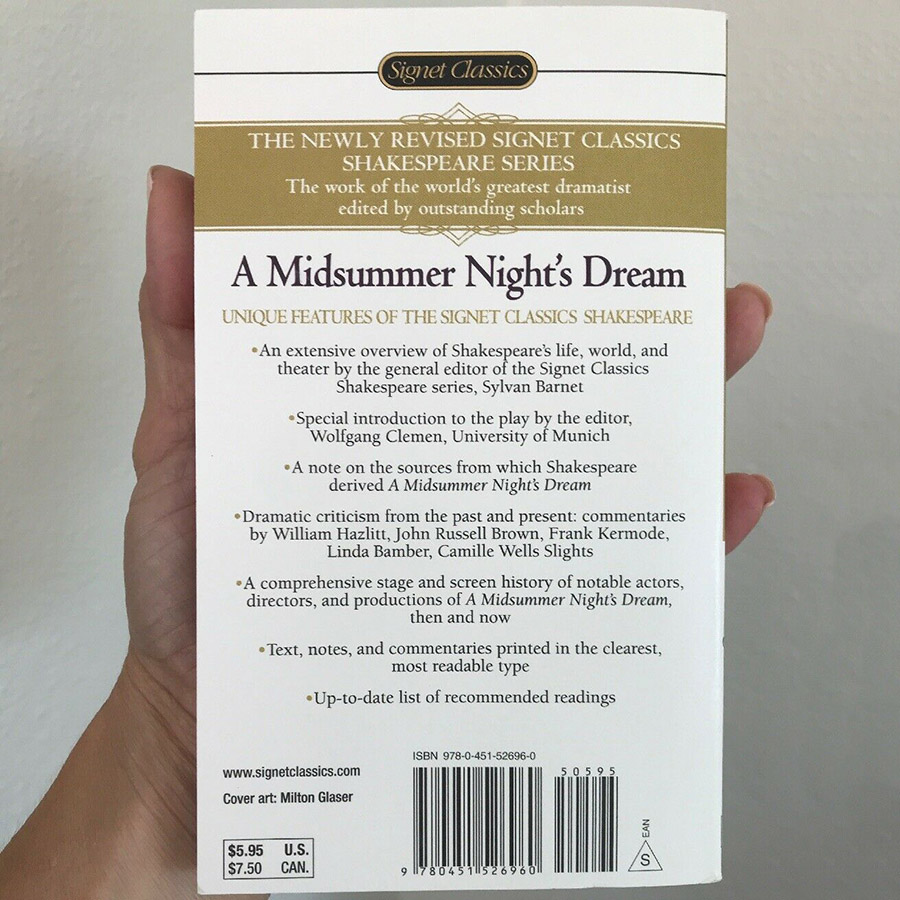 Signet Classics
THE NEWLY REVISED SIGNET CLASSICS
SHAKESPEARE SERIES
The work of the world's greatest dramatist
edited by outstanding scholars
A Midsummer Night's Dream
UNIQUE FEATURES OF THE SIGNET CLASSICS SHAKESPEARE
•An extensive overview of Shakespeare's life, world, and
theater by the general editor of the Signet Classics
Shakespeare series, Sylvan Barnet
•Special introduction to the play by the editor,
Wolfgang Clemen, University of Munich
•A note on the sources from which Shakespeare
derived A Midsummer Night's Dream
•Dramatic criticism from the past and present: commentaries
by William Hazlitt, John Russell Brown, Frank Kermode,
Linda Bamber, Camille Wells Slights
•A comprehensive stage and screen history of notable actors,
directors, and productions of A Midsummer Night's Dream,
then and now
•Text, notes, and commentaries printed in the clearest,
most readable type
•Up-to-date list of recommended readings
www.signetclassics.com
Cover art: Milton Glaser
$5.95 U.S.
$7.50 CAN.
ISBN 978-0-451-52696-0
50595
9 780451 526960
EAN
S